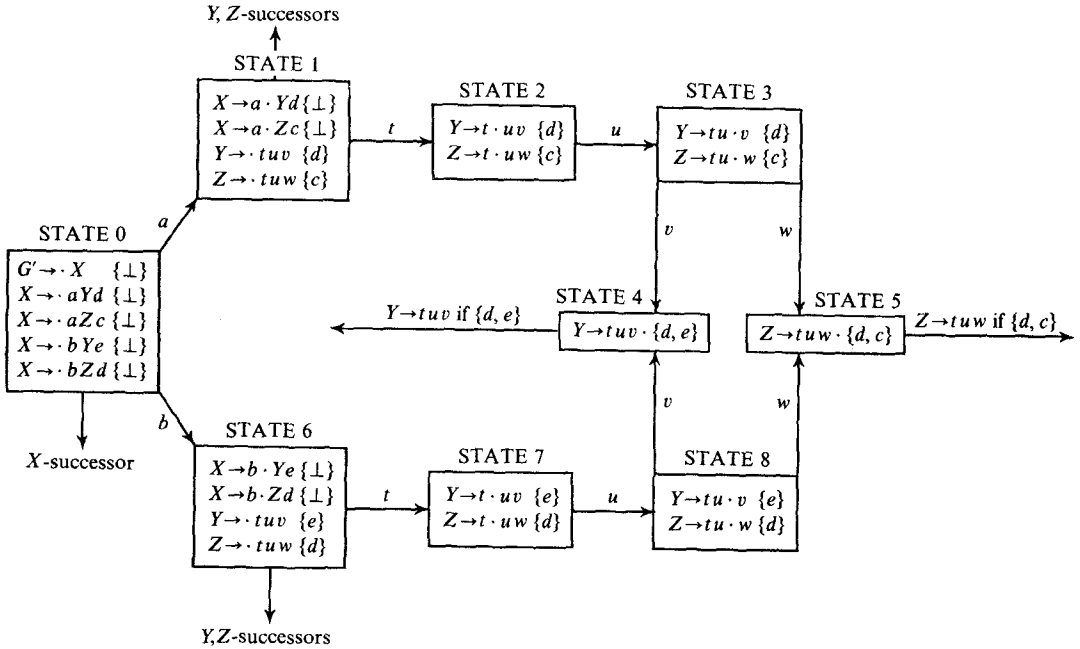 Y, Z-successors
STATE 1
X→a · Yd{⊥}
X→a · Zc{⊥}
Y→ · tuv {d}
Z→ · tuw {c}
t
STATE 2
Y→t · uv {d}
Z→t · uw {c}
u
STATE 3
Y→tu · v {d}
Z→tu · w {c}
a
v
w
STATE 0
G′→ · X {⊥}
X→ · aYd {⊥}
X→ · aZc {⊥}
X→ · bYe {⊥}
X→ · bZd {⊥}
X-successor
Y→tuv if {d, e}
STATE 4
Y→tuv · {d, e}
STATE 5
Z→tuw · {d, c}
Z→tuw if {d, c}
b
v
w
STATE 6
X→b · Ye{⊥}
X→b · Zd{⊥}
Y→ · tuv {e}
Z→ · tuw {d}
t
STATE 7
Y→t · uv {e}
Z→t · uw {d}
u
STATE 8
Y→tu · v {e}
Z→tu · w {d}
Y,Z-successors